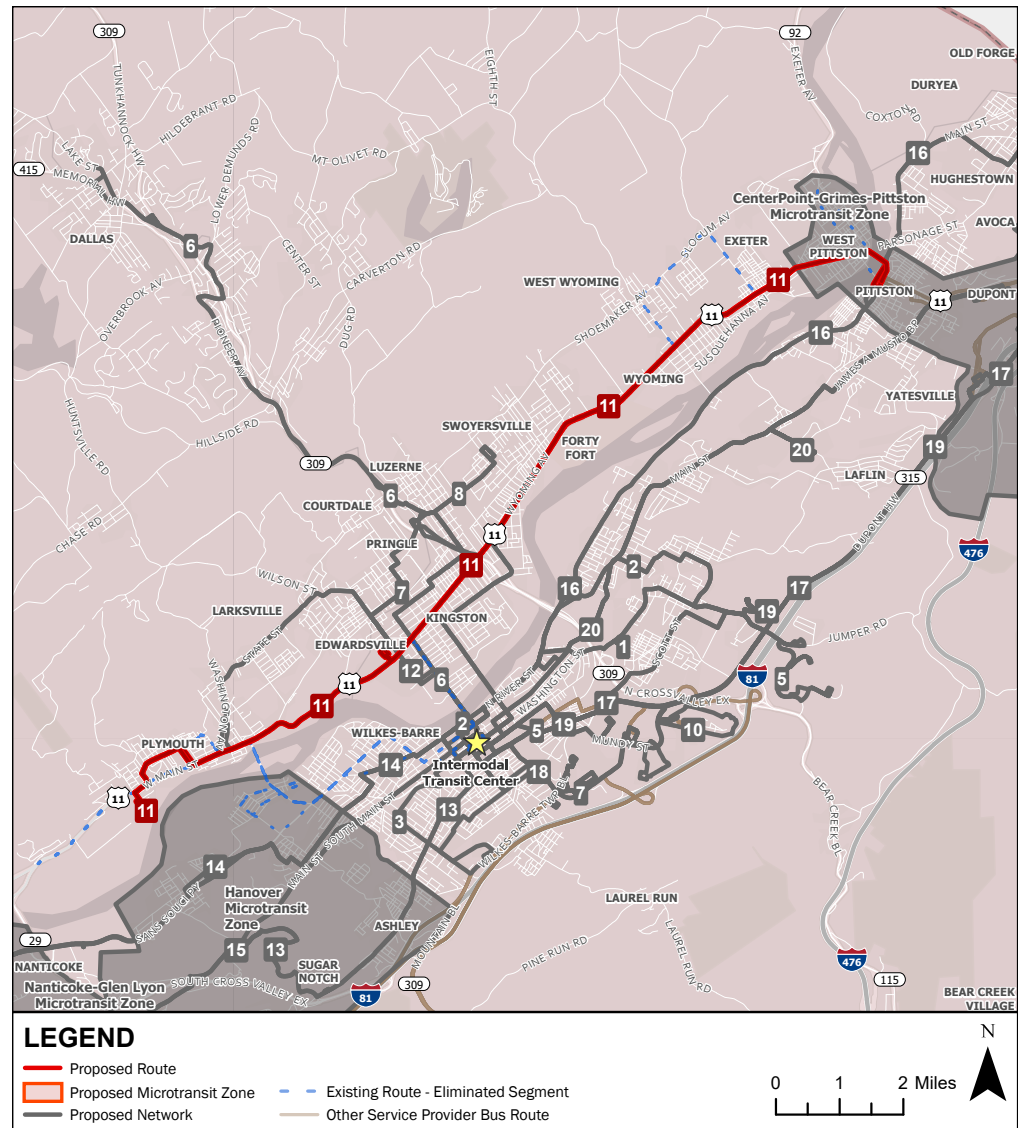 309
92
OLD FORGE
DURYEA
TUNKHANNOCK HW
HILDEBRANT RD
EIGHTH ST
EXETER AV
COXTON RD
MAIN ST
16
415
LAKE ST
MEMORIAL HW
LOWER DEMUNDS RD
MT OLIVET RD
HUGHESTOWN
CenterPoint-Grimes-Pittston
Microtransit Zone
DALLAS
6
CENTER ST
SLOCUM AV
EXETER
WEST
PITTSTON
PARSONAGE ST
AVOCA
CARVERTON RD
WEST WYOMING
11
PITTSTON
11
DUPONT
OVERBROOK AV
DUG RD
SHOEMAKER AV
11
SUSQUEHANNA AV
16
JAMES A MUSTO BP
PIONEER AV
WYOMING
17
HUNTSVILLE RD
11
YATESVILLE
HILLSIDE RD
SWOYERSVILLE
FORTY
FORT
20
19
309
LUZERNE
WYOMING AV
MAIN ST
LAFLIN
315
6
8
COURTDALE
DUPONT HW
CHASE RD
PRINGLE
11
476
11
2
WILSON ST
7
16
17
LARKSVILLE
KINGSTON
19
STATE ST
EDWARDSVILLE
20
1
SCOTT ST
JUMPER RD
WASHINGTON AV
12
6
N RIVER ST
WASHINGTON ST
309
81
5
11
11
N CROSSVALLEY EX
17
PLYMOUTH
WILKES-BARRE
2
5
19
10
W MAIN ST
Intermodal
Transit Center
MUNDY ST
14
18
11
11
7
BEAR CREEK BL
3
13
SOUTH MAIN ST
WILKES-BARRE TWP BL
MAIN ST
14
SANS SOUCI PY
Hanover
Microtransit
Zone
LAUREL RUN
ASHLEY
MOUNTAIN BL
LAUREL RUN RD
29
15
13
PINE RUN RD
476
NANTICOKE
SUGAR
NOTCH
Nanticoke-Glen Lyon
Microtransit Zone
SOUTH CROSS VALLEY EX
81
309
115
BEAR CREEK
VILLAGE
LEGEND
Proposed Route
Proposed Microtransit Zone
Proposed Network
Existing Route - Eliminated Segment
Other Service Provider Bus Route
0 1 2 Miles
N